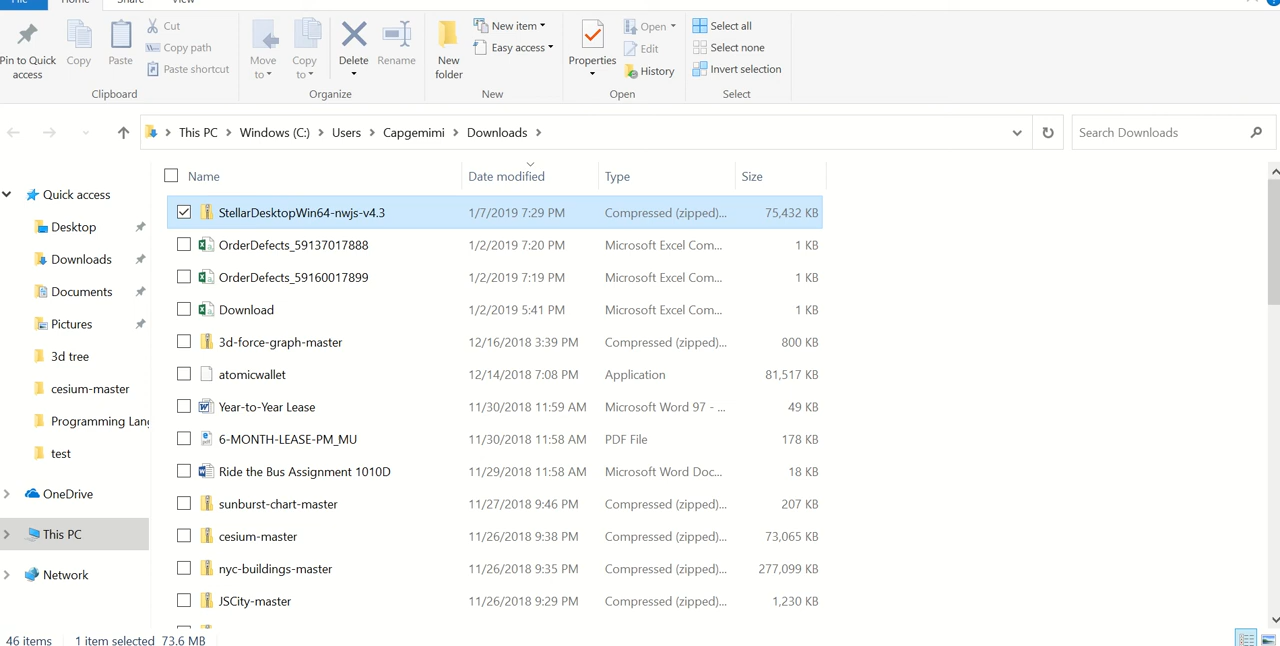 File Home Share View
Pin to Quick access
Copy
Paste
Cut
Copy path
Paste shortcut
Clipboard
Move to
Copy to
Delete
Rename
Organize
New folder
New item
Easy access
New
Properties
Open
Edit
History
Open
Select all
Select none
Invert selection
Select
This PC Windows (C:) Users Capgemimi Downloads
Search Downloads
Name Date modified Type Size
Quick access
Desktop
Downloads
Documents
Pictures
3d tree
cesium-master
Programming Lang
test
OneDrive
This PC
Network
StellarDesktopWin64-nwjs-v4.3 1/7/2019 7:29 PM Compressed (zipped)... 75,432 KB
OrderDefects_59137017888 1/2/2019 7:20 PM Microsoft Excel Com... 1 KB
OrderDefects_59160017899 1/2/2019 7:19 PM Microsoft Excel Com... 1 KB
Download 1/2/2019 5:41 PM Microsoft Excel Com... 1 KB
3d-force-graph-master 12/16/2018 3:39 PM Compressed (zipped)... 800 KB
atomicwallet 12/14/2018 7:08 PM Application 81,517 KB
Year-to-Year Lease 11/30/2018 11:59 AM Microsoft Word 97 - ... 49 KB
6-MONTH-LEASE-PM_MU 11/30/2018 11:58 AM PDF File 178 KB
Ride the Bus Assignment 1010D 11/29/2018 11:58 AM Microsoft Word Doc... 18 KB
sunburst-chart-master 11/27/2018 9:46 PM Compressed (zipped)... 207 KB
cesium-master 11/26/2018 9:38 PM Compressed (zipped)... 73,065 KB
nyc-buildings-master 11/26/2018 9:35 PM Compressed (zipped)... 277,099 KB
JSCity-master 11/26/2018 9:29 PM Compressed (zipped)... 1,230 KB
46 items 1 item selected 73.6 MB